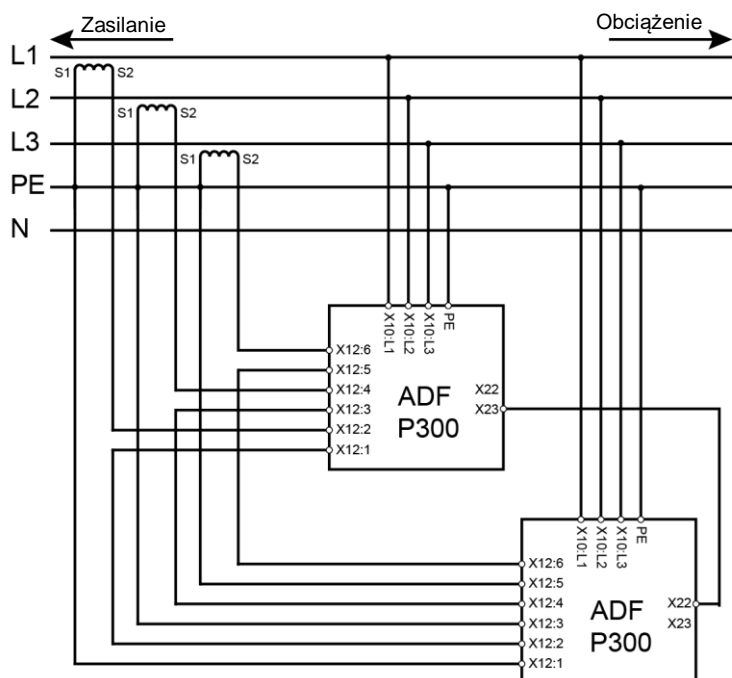 Zasilanie
Obciążenie
L1
S1 S2
L2
S1 S2
L3
S1 S2
PE
N
X10:L1
X10:L2
X10:L3
PE
X12:6
X12:5
X12:4
X12:3
X12:2
X12:1
ADF
P300
X22
X23
X10:L1
X10:L2
X10:L3
PE
X12:6
X12:5
X12:4
X12:3
X12:2
X12:1
ADF
P300
X22
X23